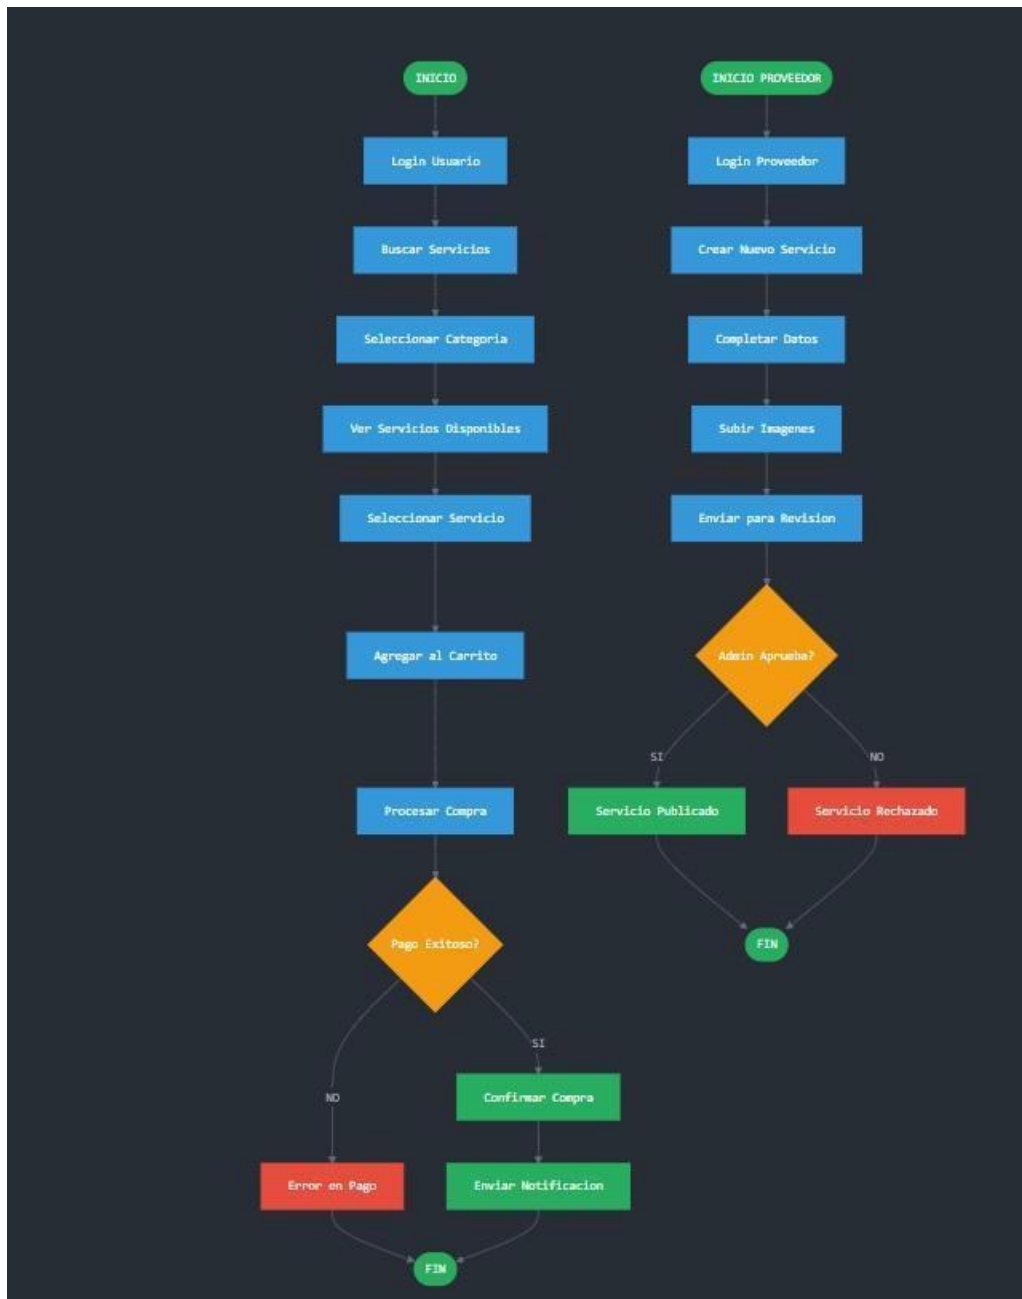 INICIO
Login Usuario
Buscar Servicios
Seleccionar Categoria
Ver Servicios Disponibles
Seleccionar Servicio
Agregar al Carrito
Procesar Compra
Pago Exitoso?
NO
SI
Confirmar Compra
Error en Pago
Enviar Notificacion
FIN
INICIO PROVEEDOR
Login Proveedor
Crear Nuevo Servicio
Completar Datos
Subir Imagenes
Enviar para Revision
Admin Aprueba?
SI
NO
Servicio Publicado
Servicio Rechazado
FIN